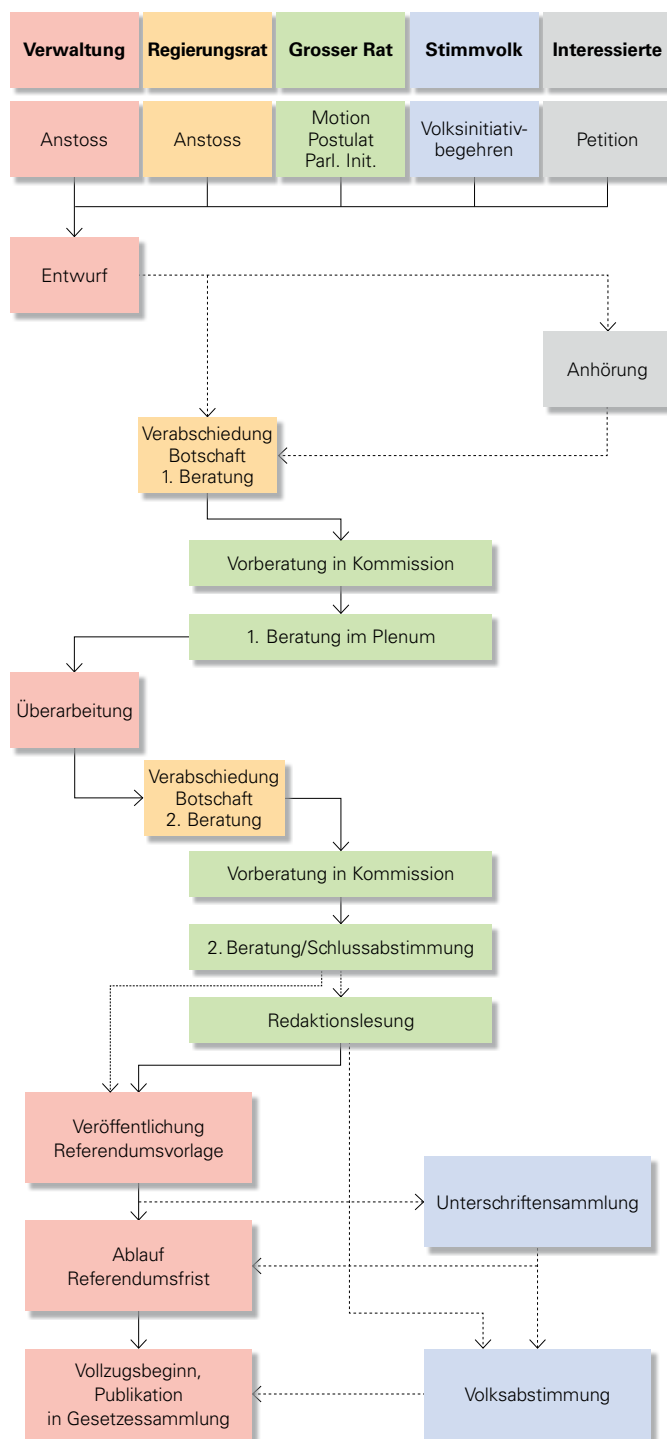 Verwaltung
Regierungsrat
Grosser Rat
Stimmvolk
Interessierte
Anstoss
Anstoss
Motion
Postulat
Parl. Init.
Volksinitiativ-
begehren
Petition
Entwurf
Anhörung
Verabschiedung
Botschaft
1. Beratung
Vorberatung in Kommission
1. Beratung im Plenum
Überarbeitung
Verabschiedung
Botschaft
2. Beratung
Vorberatung in Kommission
2. Beratung/Schlussabstimmung
Redaktionslesung
Veröffentlichung
Referendumsvorlage
Unterschriftensammlung
Ablauf
Referendumsfrist
Vollzugsbeginn,
Publikation
in Gesetzessammlung
Volksabstimmung